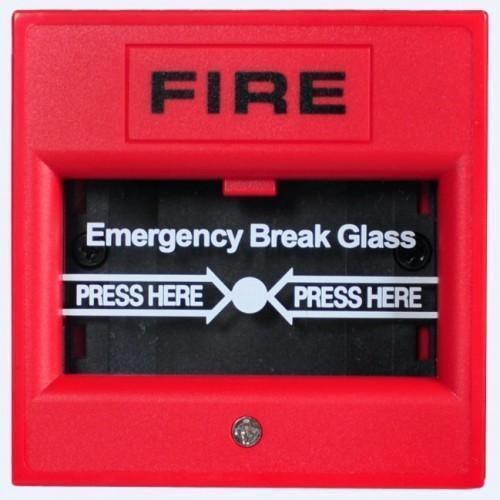 FIRE
Emergency Break Glass
PRESS HERE PRESS HERE